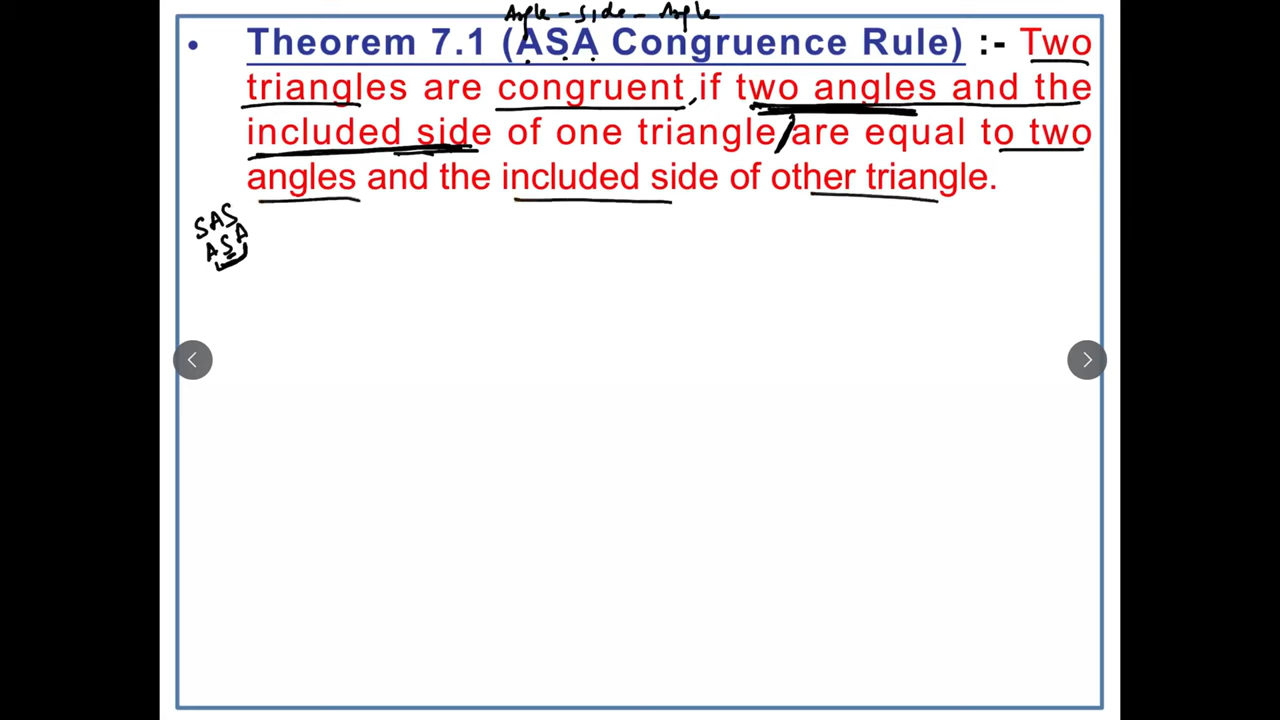 Angle - Side - Angle
• Theorem 7.1 (ASA Congruence Rule) :- Two
triangles are congruent, if two angles and the
included side of one triangle are equal to two
angles and the included side of other triangle.
SAS
ASA